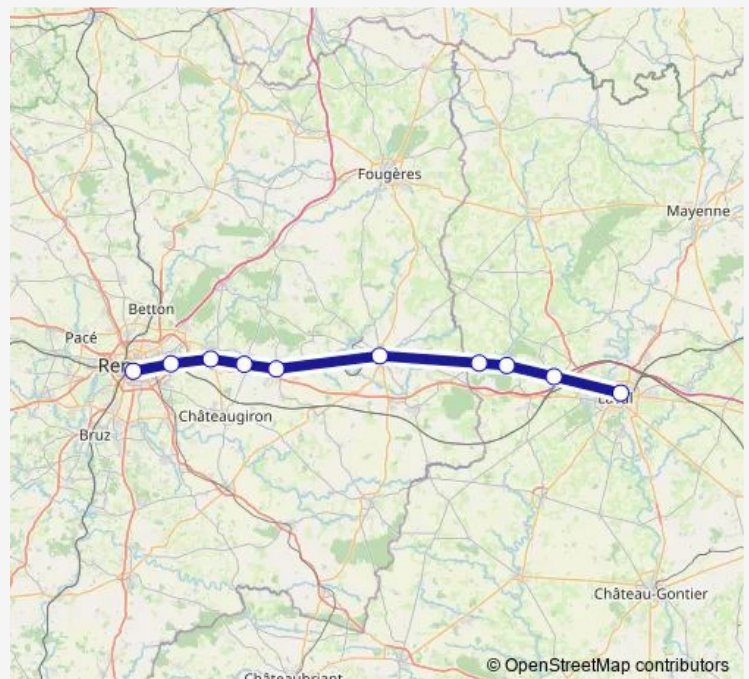 Fougères
Mayenne
Betton
Pacé
Châteaugiron
Bruz
Château-Gontier
© OpenStreetMap contributors